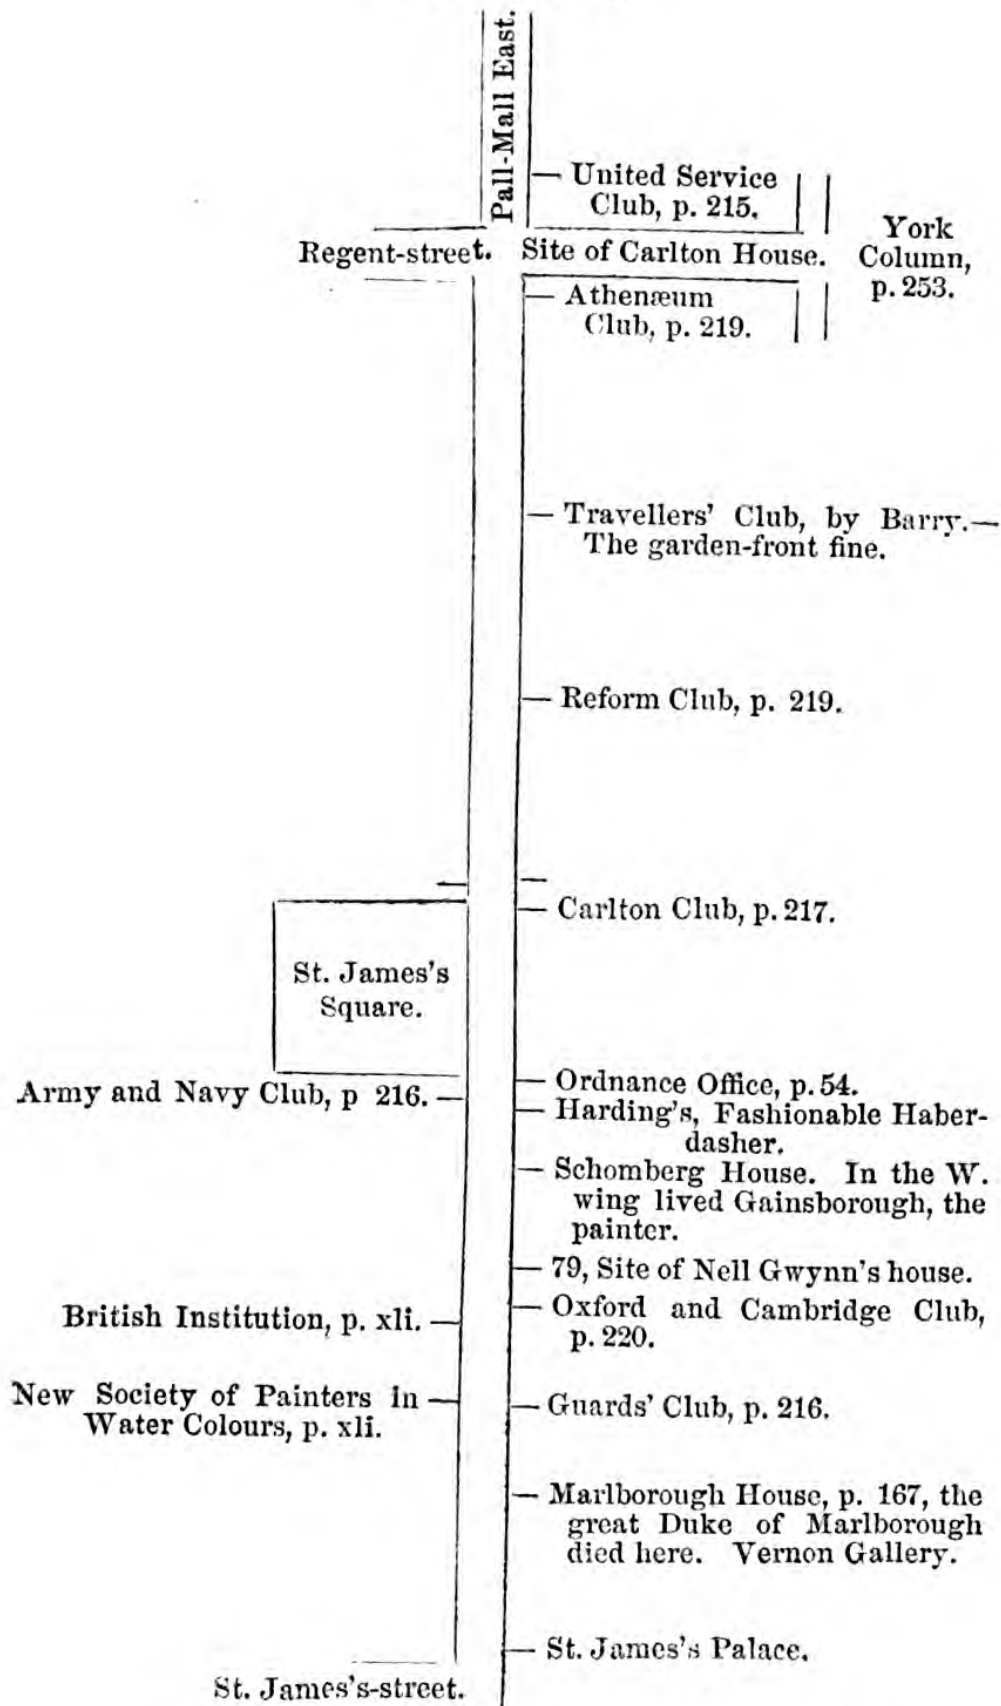 Pall-Mall East.
— United Service
Club, p. 215.
York
Column,
p. 253.
Regent-street.
Site of Carlton House.
— Athenæum
Club, p. 219.
— Travellers' Club, by Barry.—
The garden-front fine.
— Reform Club, p. 219.
— Carlton Club, p. 217.
St. James's
Square.
Army and Navy Club, p 216. —
— Ordnance Office, p. 54.
— Harding's, Fashionable Haber-
dasher.
— Schomberg House. In the W.
wing lived Gainsborough, the
painter.
— 79, Site of Nell Gwynn's house.
British Institution, p. xli. —
— Oxford and Cambridge Club,
p. 220.
New Society of Painters in —
Water Colours, p. xli.
— Guards' Club, p. 216.
— Marlborough House, p. 167, the
great Duke of Marlborough
died here. Vernon Gallery.
— St. James's Palace.
St. James's-street.